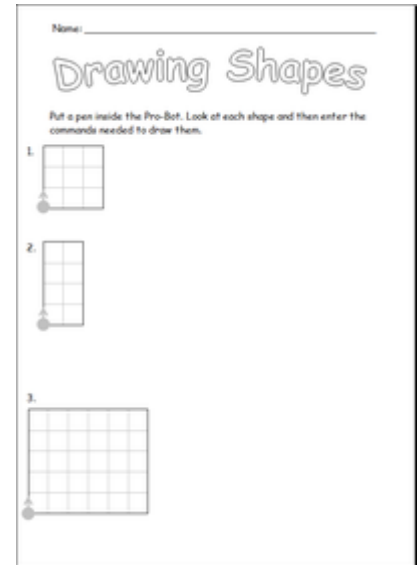 Name: ____________________
Drawing Shapes
Put a pen inside the Pro-Bot. Look at each shape and then enter the
commands needed to draw them.
1.
2.
3.